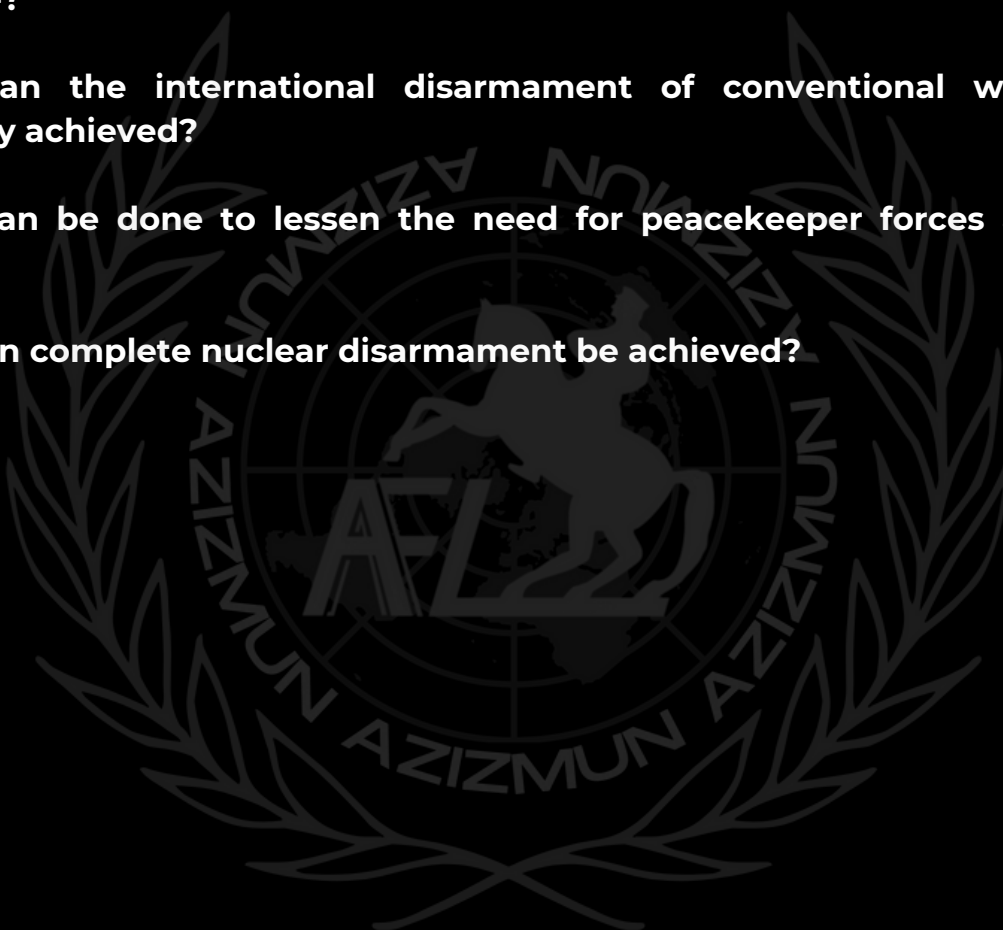 an the international disarmament of conventional w
y achieved?
an be done to lessen the need for peacekeeper forces
n complete nuclear disarmament be achieved?
AZIZMUN AZIZMUN AZIZMUN AZIZMUN AZIZMUN
AFL